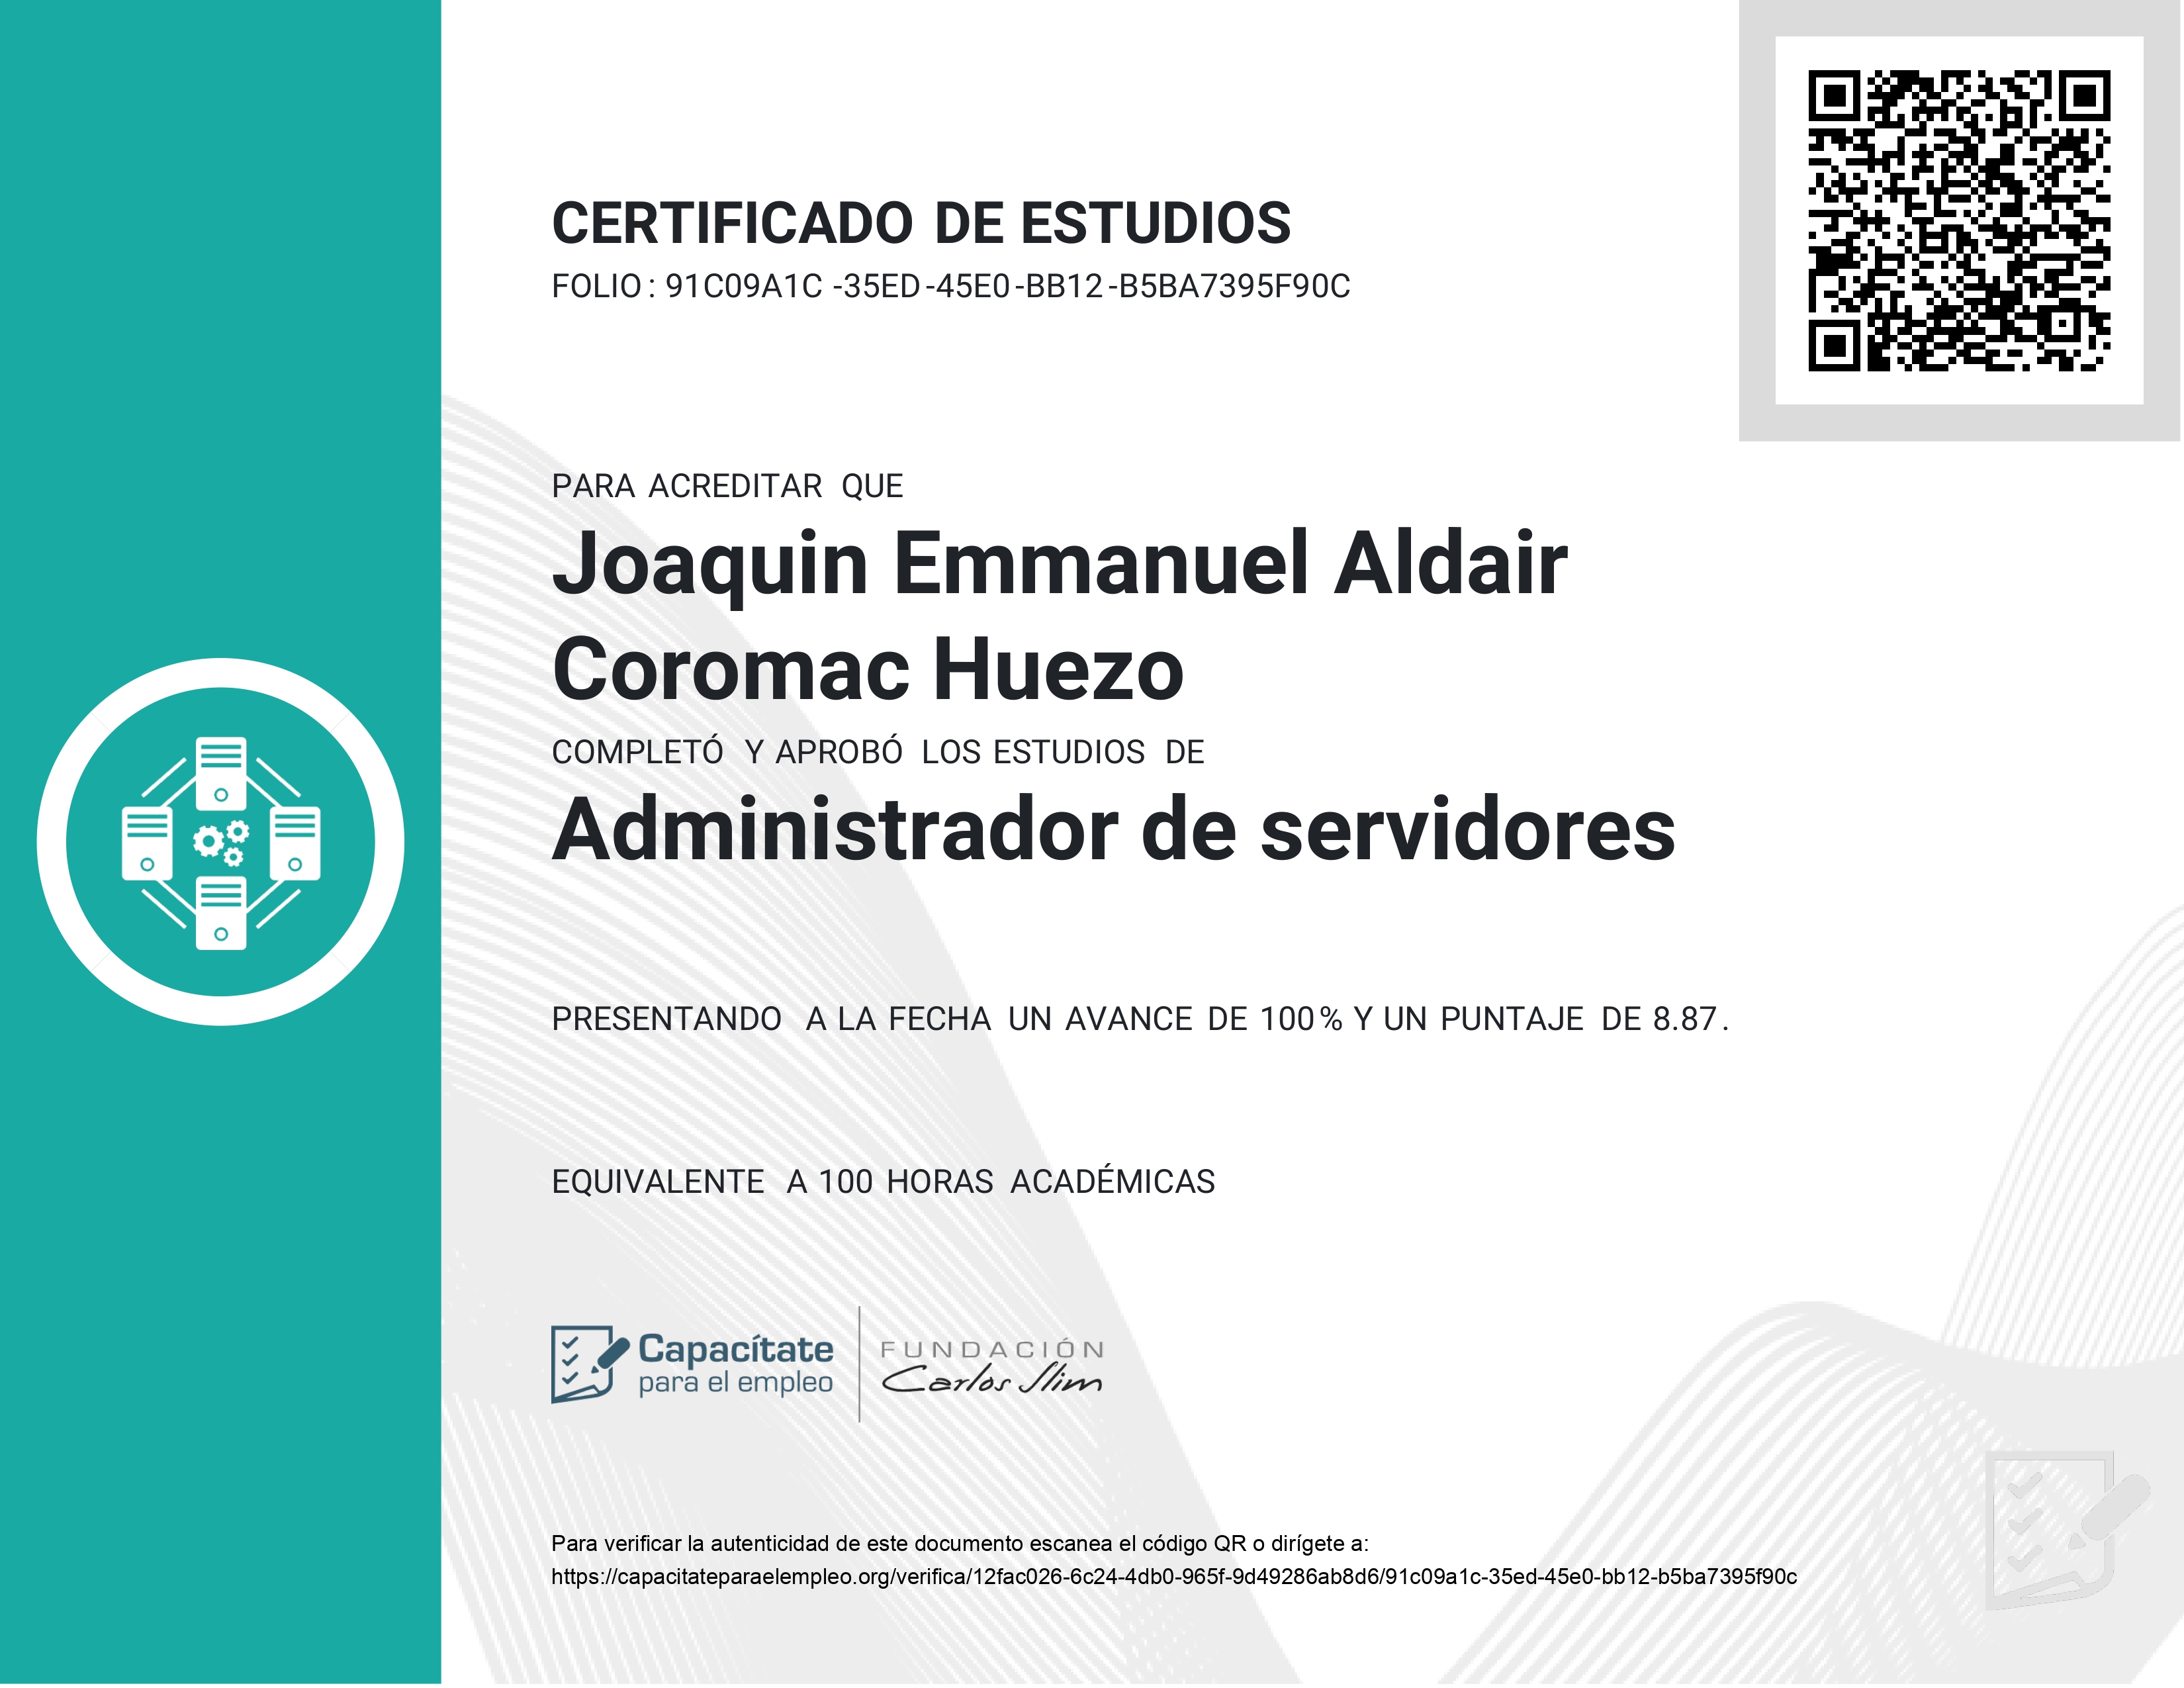 CERTIFICADO DE ESTUDIOS
FOLIO: 91C09A1C-35ED-45E0-BB12-B5BA7395F90C
PARA ACREDITAR QUE
Joaquin Emmanuel Aldair
Coromac Huezo
COMPLETÓ Y APROBÓ LOS ESTUDIOS DE
Administrador de servidores
PRESENTANDO A LA FECHA UN AVANCE DE 100% Y UN PUNTAJE DE 8.87.
EQUIVALENTE A 100 HORAS ACADÉMICAS
Capacítate
para el empleo
FUNDACIÓN
Carlos Slim
Para verificar la autenticidad de este documento escanea el código QR o dirígete a:
https://capacitateparaelempleo.org/verifica/12fac026-6c24-4db0-965f-9d49286ab8d6/91c09a1c-35ed-45e0-bb12-b5ba7395f90c